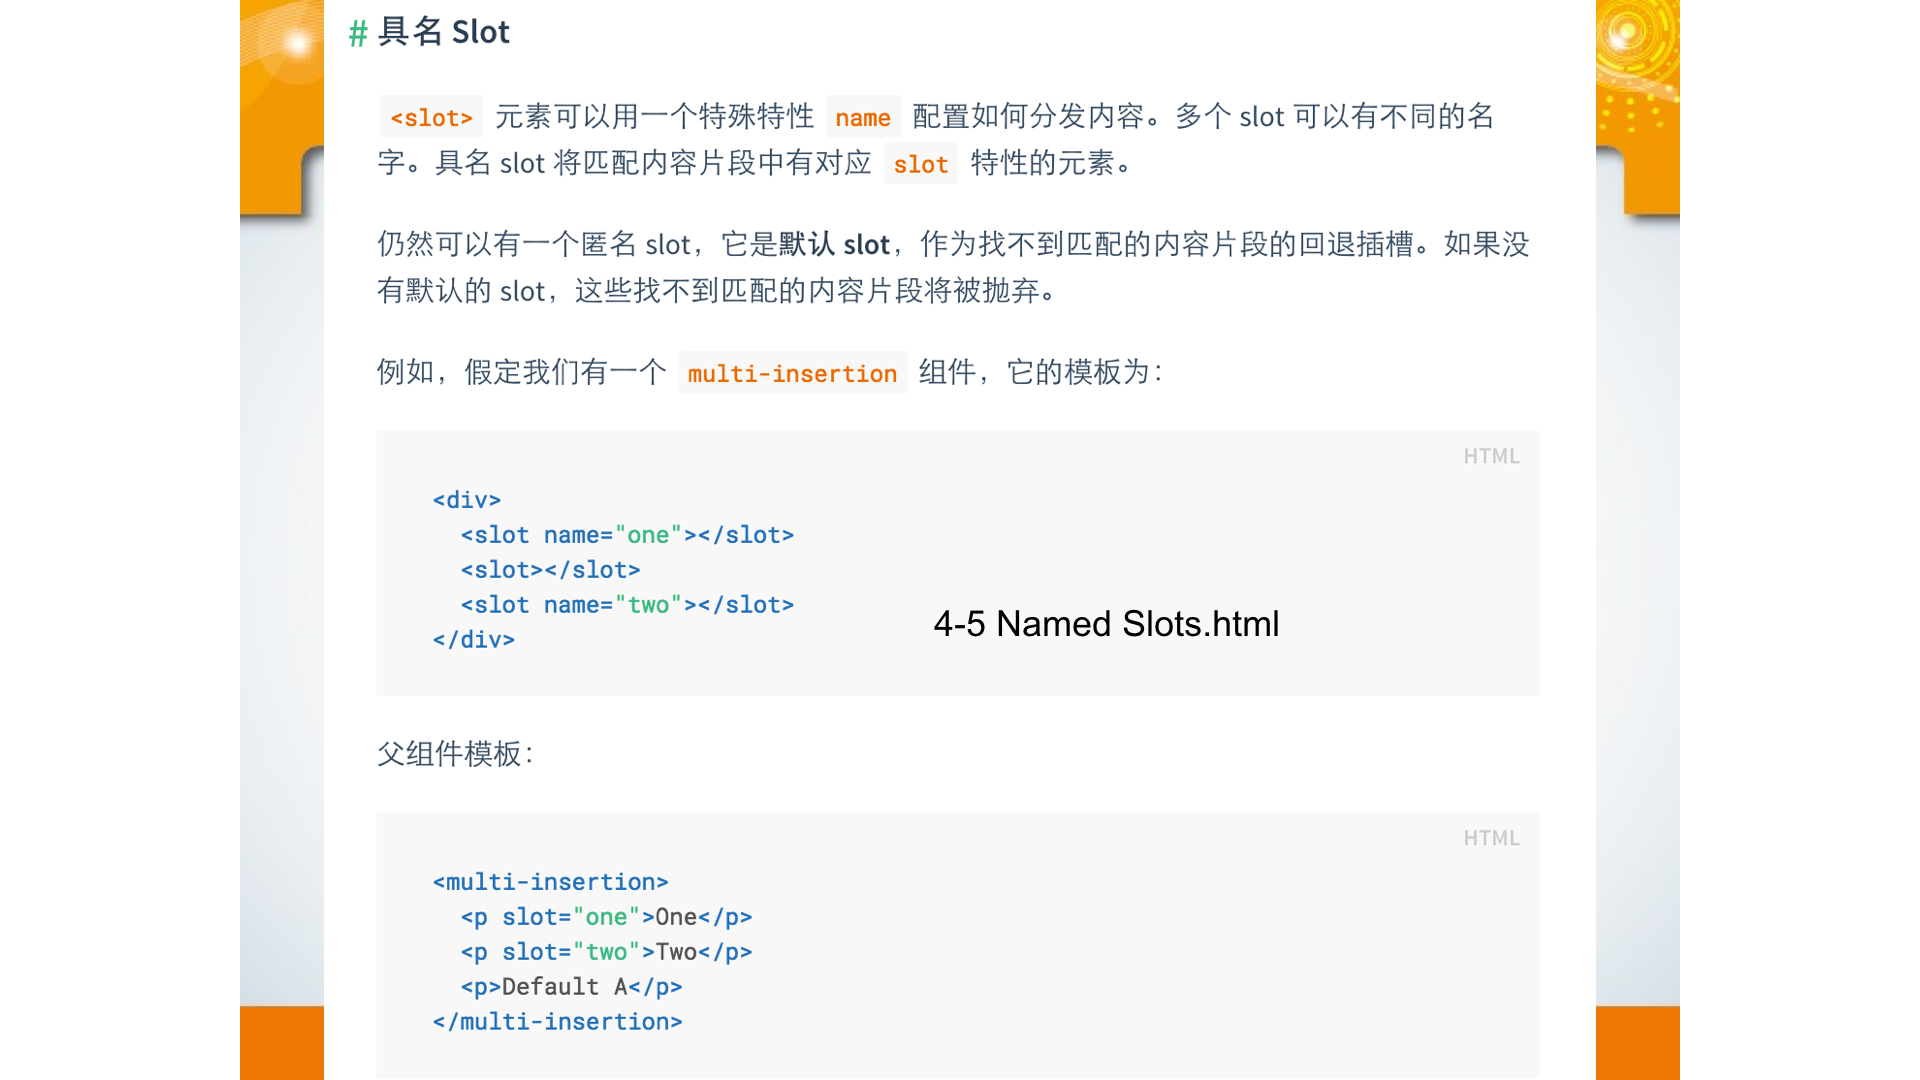 # 具名 Slot
<slot> 元素可以用一个特殊特性 name 配置如何分发内容。多个 slot 可以有不同的名
字。具名 slot 将匹配内容片段中有对应 slot 特性的元素。
仍然可以有一个匿名 slot，它是默认 slot，作为找不到匹配的内容片段的回退插槽。如果没
有默认的 slot，这些找不到匹配的内容片段将被抛弃。
例如，假定我们有一个 multi-insertion 组件，它的模板为：
HTML
<div>
  <slot name="one"></slot>
  <slot></slot>
  <slot name="two"></slot>
</div>
4-5 Named Slots.html
父组件模板：
HTML
<multi-insertion>
  <p slot="one">One</p>
  <p slot="two">Two</p>
  <p>Default A</p>
</multi-insertion>